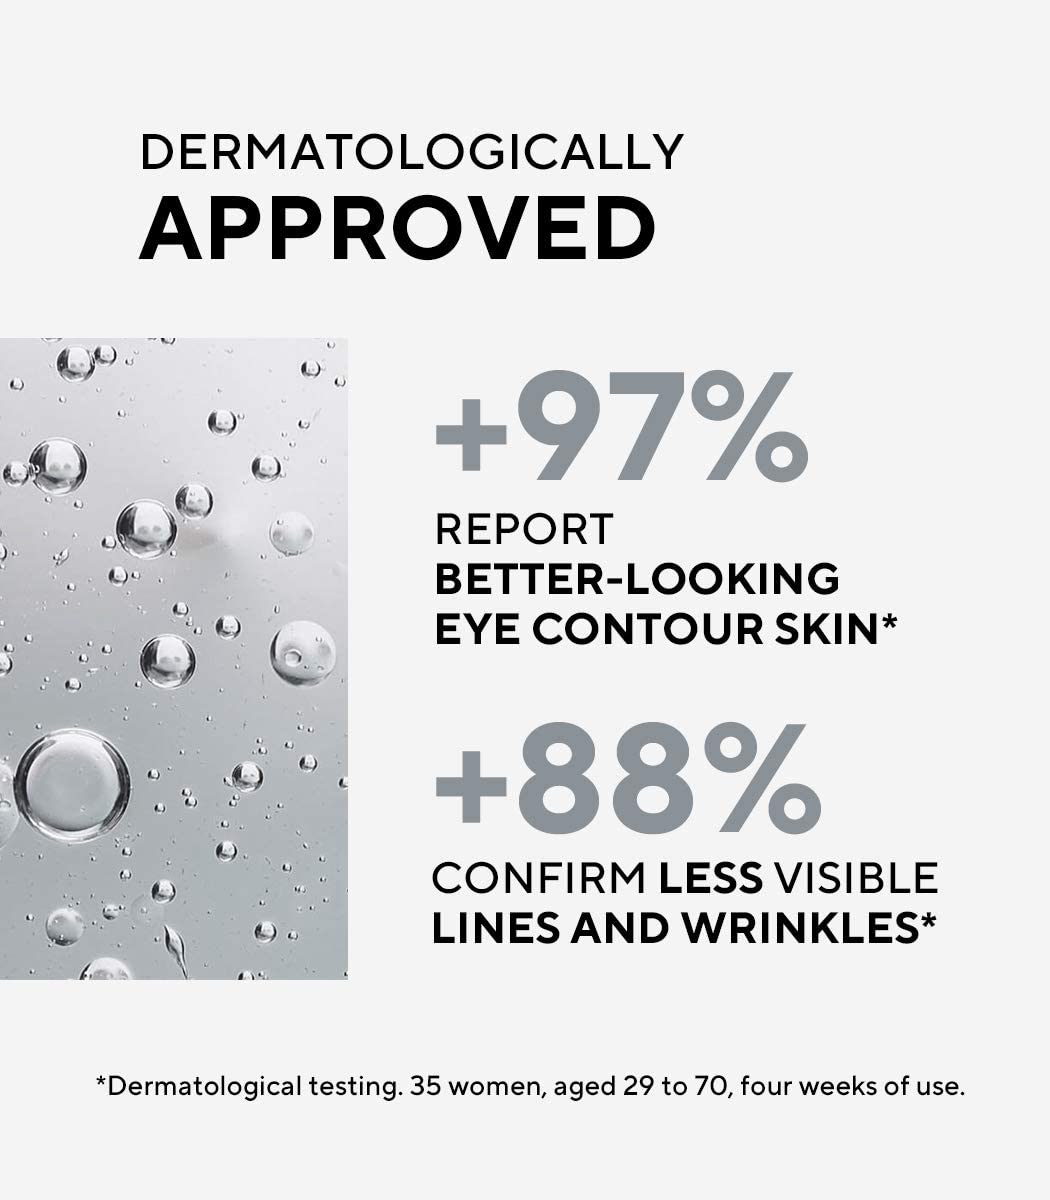 DERMATOLOGICALLY
APPROVED
+97%
REPORT
BETTER-LOOKING
EYE CONTOUR SKIN*
+88%
CONFIRM LESS VISIBLE
LINES AND WRINKLES*
*Dermatological testing. 35 women, aged 29 to 70, four weeks of use.